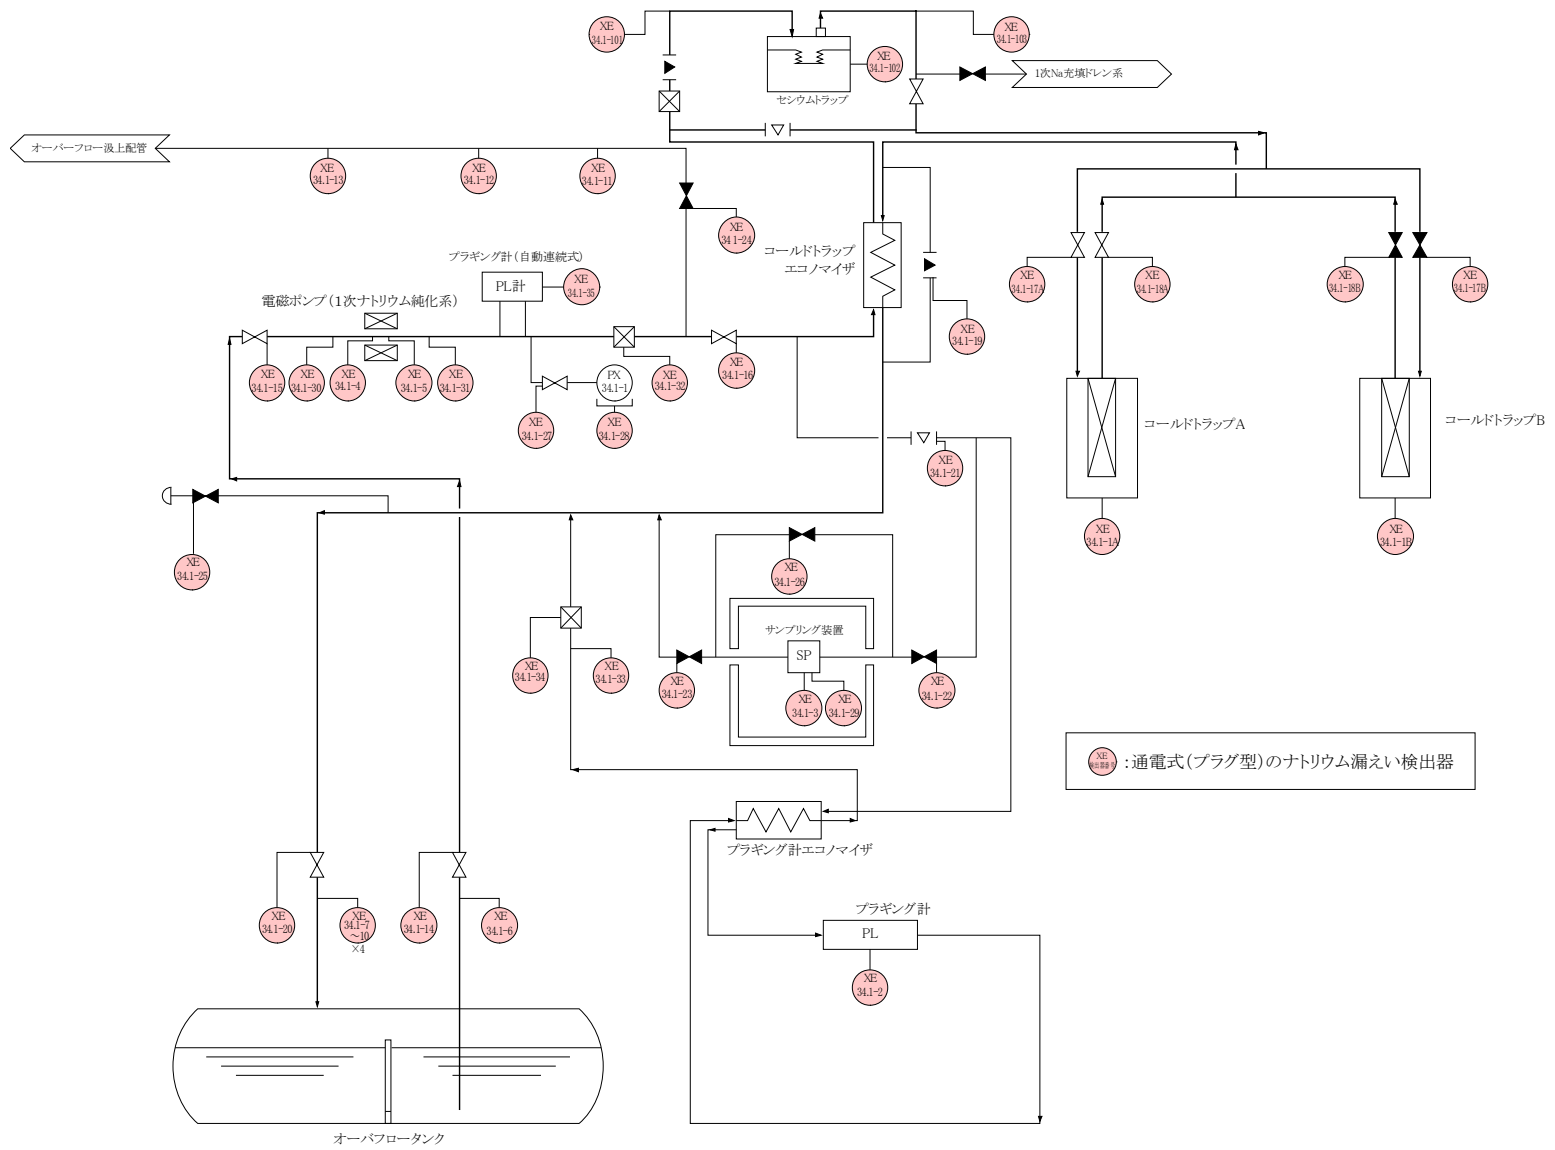 XE
34.1-101
XE
34.1-102
XE
34.1-103
1次Na充填ドレン系
セシウムトラップ
オーバーフロー汲上配管
XE
34.1-13
XE
34.1-12
XE
34.1-11
XE
34.1-24
コールドトラップ
エコノマイザ
XE
34.1-17A
XE
34.1-18A
XE
34.1-18B
XE
34.1-17B
プラギング計(自動連続式)
PL計
XE
34.1-35
電磁ポンプ(1次ナトリウム純化系)
XE
34.1-19
XE
34.1-15
XE
34.1-30
XE
34.1-4
XE
34.1-5
XE
34.1-31
PX
34.1-1
XE
34.1-32
XE
34.1-16
XE
34.1-27
XE
34.1-28
コールドトラップA
コールドトラップB
XE
34.1-21
XE
34.1-1A
XE
34.1-1B
XE
34.1-25
XE
34.1-26
サンプリング装置
SP
XE
34.1-34
XE
34.1-33
XE
34.1-23
XE
34.1-22
XE
34.1-3
XE
34.1-29
XE
検出器番号
:通電式(プラグ型)のナトリウム漏えい検出器
プラギング計エコノマイザ
XE
34.1-20
XE
34.1-7
~10
×4
XE
34.1-14
XE
34.1-6
プラギング計
PL
XE
34.1-2
オーバフロータンク